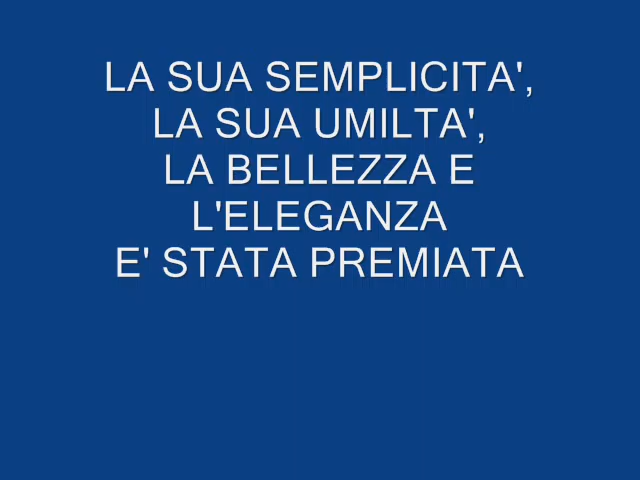 LA SUA SEMPLICITA',
LA SUA UMILTA',
LA BELLEZZA E
L'ELEGANZA
E' STATA PREMIATA